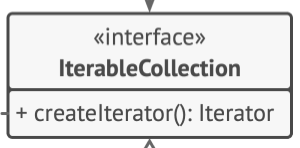 «interface»
IterableCollection
+ createIterator(): Iterator